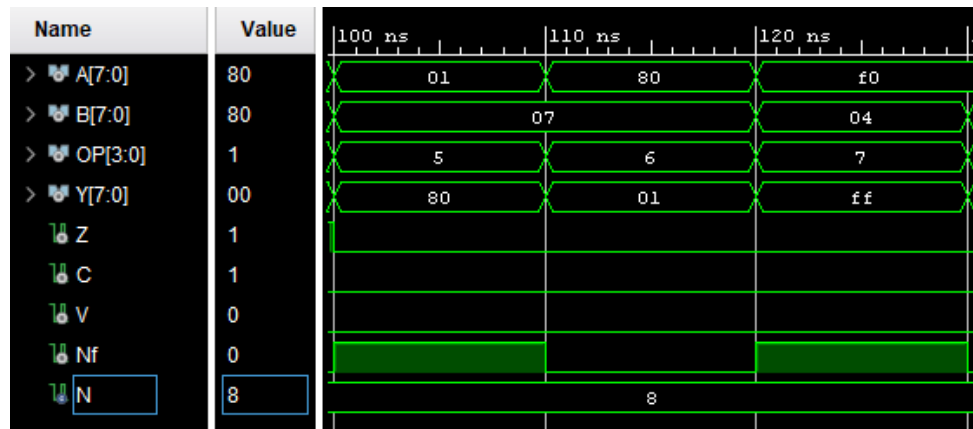 Name Value 100 ns 110 ns 120 ns
A[7:0] 80 01 80 f0
B[7:0] 80 07 04
OP[3:0] 1 5 6 7
Y[7:0] 00 80 01 ff
Z 1
C 1
V 0
Nf 0
N 8 8